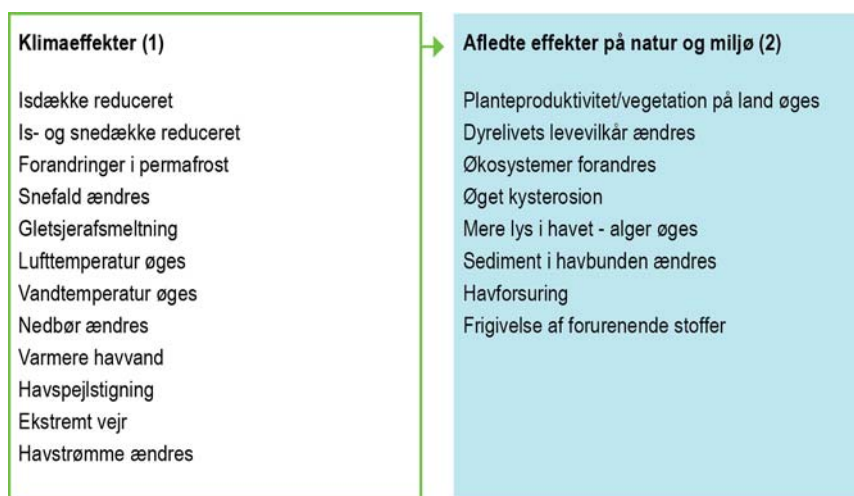 Klimaeffekter (1)
Isdække reduceret
Is- og snedække reduceret
Forandringer i permafrost
Snefald ændres
Gletsjerafsmeltning
Lufttemperatur øges
Vandtemperatur øges
Nedbør ændres
Varmere havvand
Havspejlstigning
Ekstremt vejr
Havstrømme ændres
Afledte effekter på natur og miljø (2)
Planteproduktivitet/vegetation på land øges
Dyrelivets levevilkår ændres
Økosystemer forandres
Øget kysterosion
Mere lys i havet - alger øges
Sediment i havbunden ændres
Havforsuring
Frigivelse af forurenende stoffer